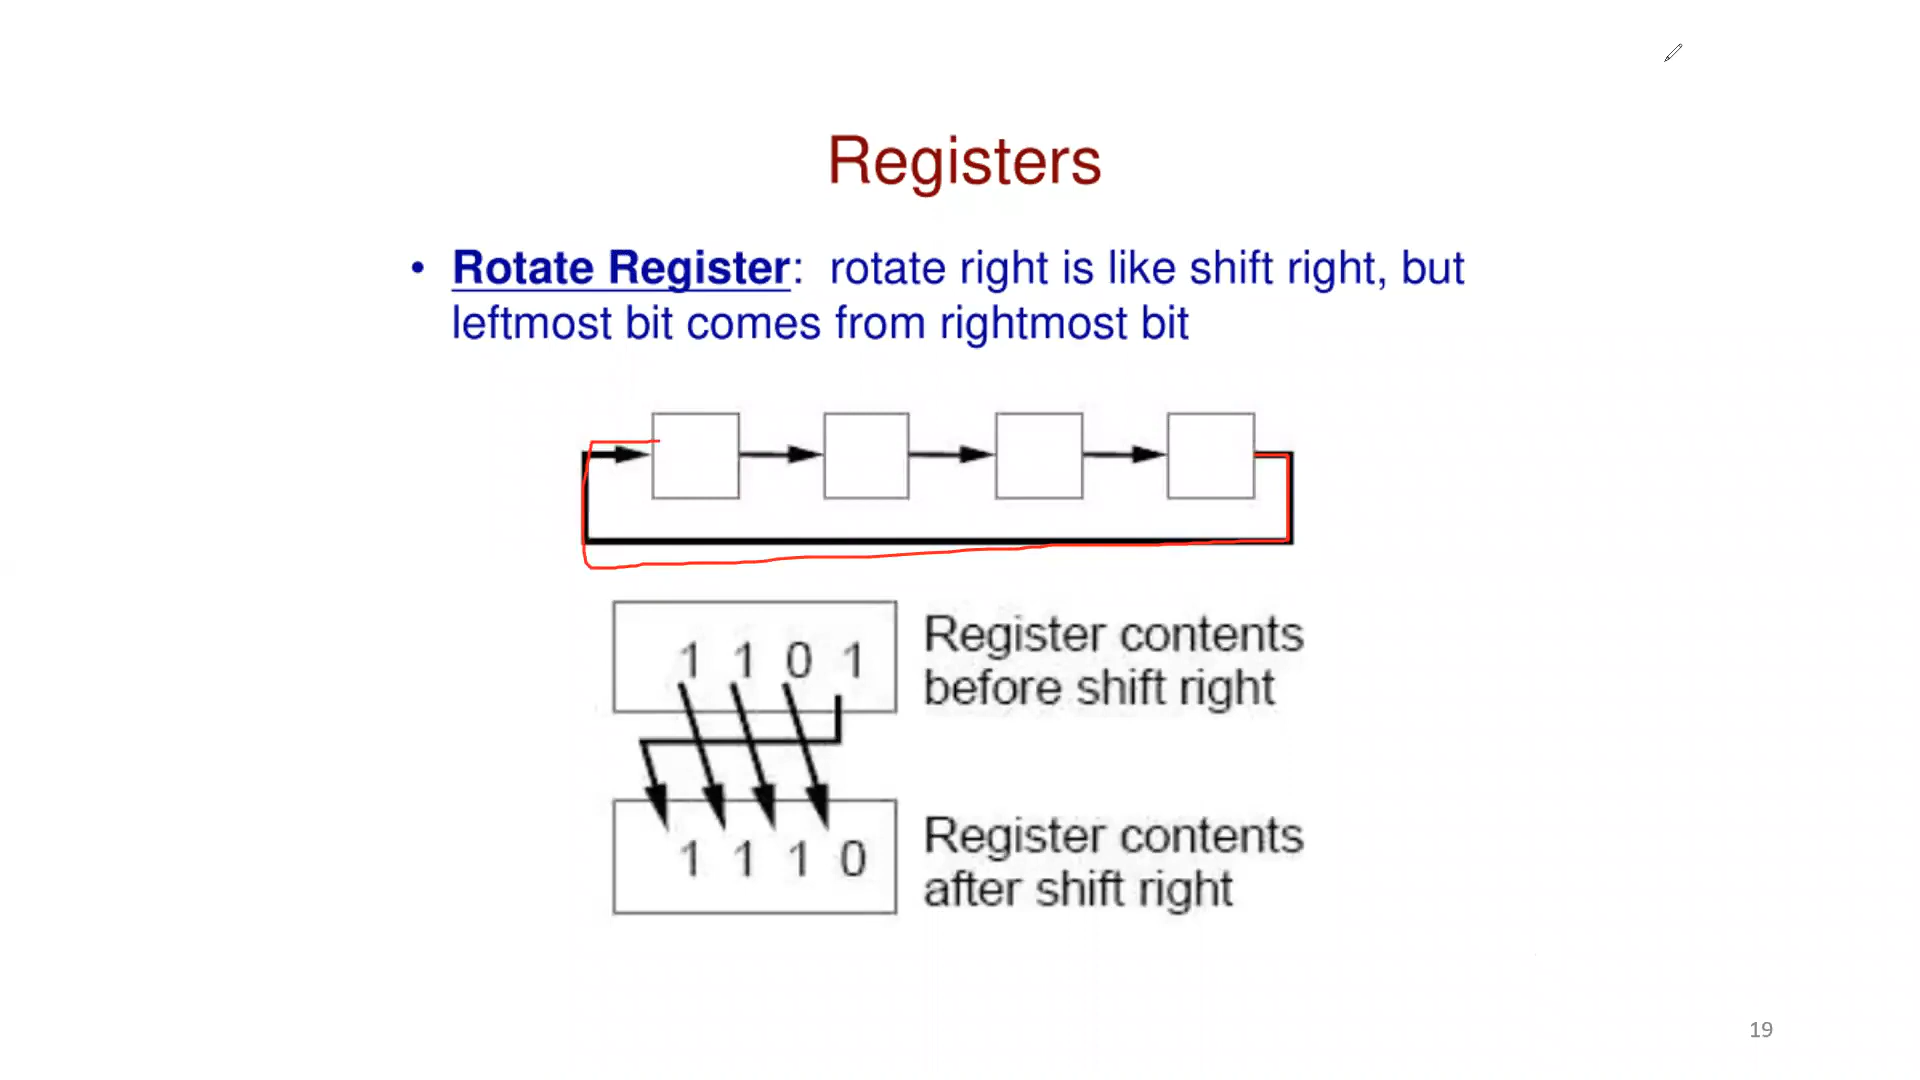 Registers
• Rotate Register: rotate right is like shift right, but
leftmost bit comes from rightmost bit
1 1 0 1
Register contents
before shift right
1 1 1 0
Register contents
after shift right
19